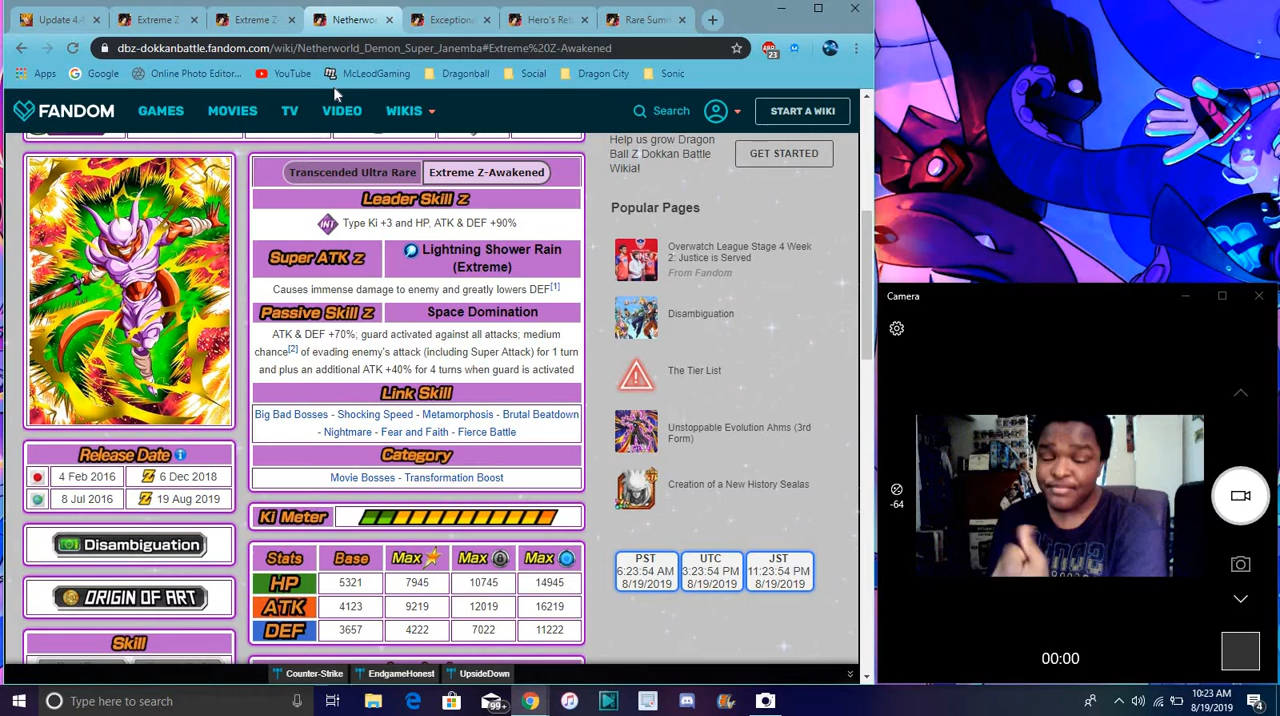 Update 4.4
Extreme Z
Extreme Z
Netherwo
Exceptiona
Hero's Ret
Rare Sum
dbz-dokkanbattle.fandom.com/wiki/Netherworld_Demon_Super_Janemba#Extreme%20Z-Awakened
23
Apps
Google
Online Photo Editor...
YouTube
McLeodGaming
Dragonball
Social
Dragon City
Sonic
FANDOM
GAMES
MOVIES
TV
VIDEO
WIKIS
Search
START A WIKI
Help us grow Dragon
Ball Z Dokkan Battle
Wikia!
GET STARTED
Transcended Ultra Rare
Extreme Z-Awakened
Leader Skill Z
INT Type Ki +3 and HP, ATK & DEF +90%
Super ATK Z
Lightning Shower Rain
(Extreme)
Causes immense damage to enemy and greatly lowers DEF[1]
Passive Skill Z
Space Domination
ATK & DEF +70%; guard activated against all attacks; medium
chance[2] of evading enemy's attack (including Super Attack) for 1 turn
and plus an additional ATK +40% for 4 turns when guard is activated
Link Skill
Big Bad Bosses - Shocking Speed - Metamorphosis - Brutal Beatdown
- Nightmare - Fear and Faith - Fierce Battle
Category
Movie Bosses - Transformation Boost
Ki Meter
Stats Base Max Max Max
HP 5321 7945 10745 14945
ATK 4123 9219 12019 16219
DEF 3657 4222 7022 11222
Release Date
4 Feb 2016 Z 6 Dec 2018
8 Jul 2016 Z 19 Aug 2019
Disambiguation
ORIGIN OF ART
Skill
Popular Pages
Overwatch League Stage 4 Week
2: Justice is Served
From Fandom
Disambiguation
The Tier List
Unstoppable Evolution Ahms (3rd
Form)
Creation of a New History Sealas
PST
6:23:54 AM
8/19/2019
UTC
3:23:54 PM
8/19/2019
JST
11:23:54 PM
8/19/2019
Counter-Strike
EndgameHonest
UpsideDown
Camera
-64
00:00
Type here to search
99+
10:23 AM
8/19/2019
4